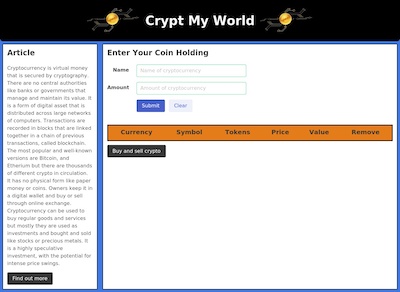 Crypt My World
Article
Cryptocurrency is virtual money
that is secured by cryptography.
There are no central authorities
like banks or governments that
manage and maintain its value. It
is a form of digital asset that is
distributed across large networks
of computers. Transactions are
recorded in blocks that are linked
together in a chain of previous
transactions, called blockchain.
The most popular and well-known
versions are Bitcoin, and
Ethereum but there are thousands
of different crypto in circulation.
It has no physical form like paper
money or coins. Owners keep it in
a digital wallet and buy or sell
through online exchange.
Cryptocurrency can be used to
buy regular goods and services
but mostly they are used as
investments and bought and sold
like stocks or precious metals. It
is a highly speculative
investment, with the potential for
intense price swings.
Find out more
Enter Your Coin Holding
Name
Name of cryptocurrency
Amount
Amount of cryptocurrency
Submit Clear
Currency Symbol Tokens Price Value Remove
Buy and sell crypto